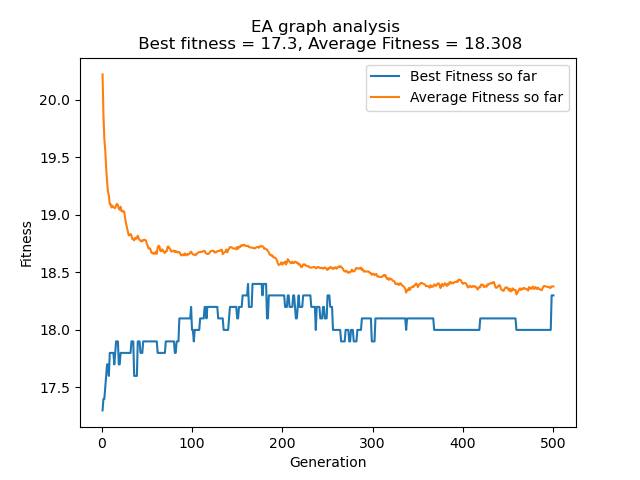 EA graph analysis
Best fitness = 17.3, Average Fitness = 18.308
Best Fitness so far
Average Fitness so far
Fitness
20.0
19.5
19.0
18.5
18.0
17.5
0 100 200 300 400 500
Generation